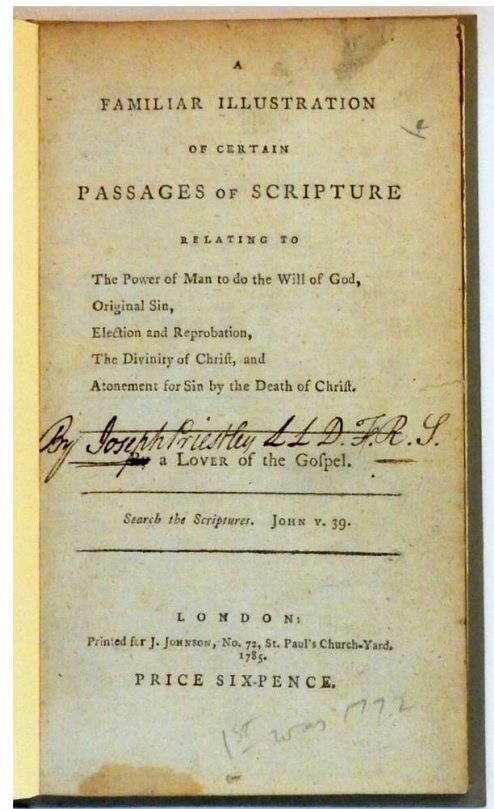 A
FAMILIAR ILLUSTRATION
OF CERTAIN
PASSAGES OF SCRIPTURE
RELATING TO
The Power of Man to do the Will of God,
Original Sin,
Election and Reprobation,
The Divinity of Chriſt, and
Atonement for Sin by the Death of Chriſt.
By Joseph Priestley LLD. F.R.S.
By a LOVER of the Goſpel.
Search the Scriptures. JOHN v. 39.
LONDON:
Printed for J. JOHNSON, No. 72, St. Paul's Church-Yard.
1785.
PRICE SIX-PENCE.
1ST was 1772